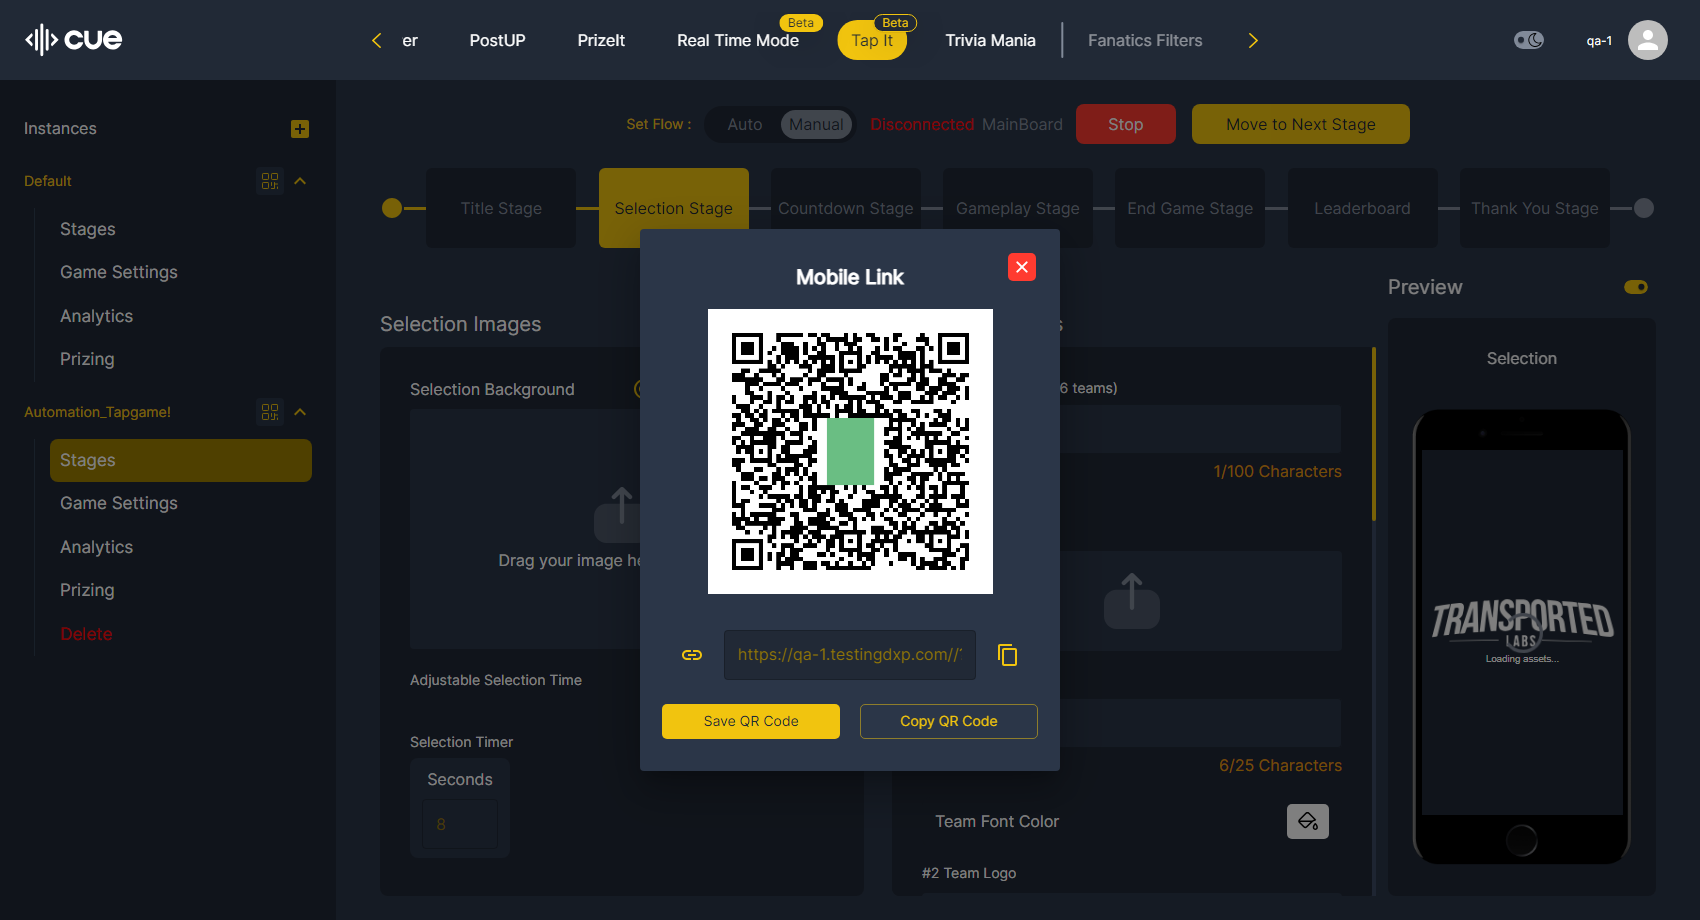 cue
er
PostUP
PrizeIt
Real Time Mode
Beta
Tap It
Beta
Trivia Mania
Fanatics Filters
qa-1
Instances
Default
Stages
Game Settings
Analytics
Prizing
Automation_Tapgame!
Stages
Game Settings
Analytics
Prizing
Delete
Set Flow :
Auto
Manual
Disconnected MainBoard
Stop
Move to Next Stage
Title Stage
Selection Stage
Countdown Stage
Gameplay Stage
End Game Stage
Leaderboard
Thank You Stage
Selection Images
Selection Background
Drag your image he
Adjustable Selection Time
Selection Timer
Seconds
8
Mobile Link
https://qa-1.testingdxp.com//
Save QR Code
Copy QR Code
s
6 teams)
1/100 Characters
6/25 Characters
Team Font Color
#2 Team Logo
Preview
Selection
TRANSPORTED
LABS
Loading assets...